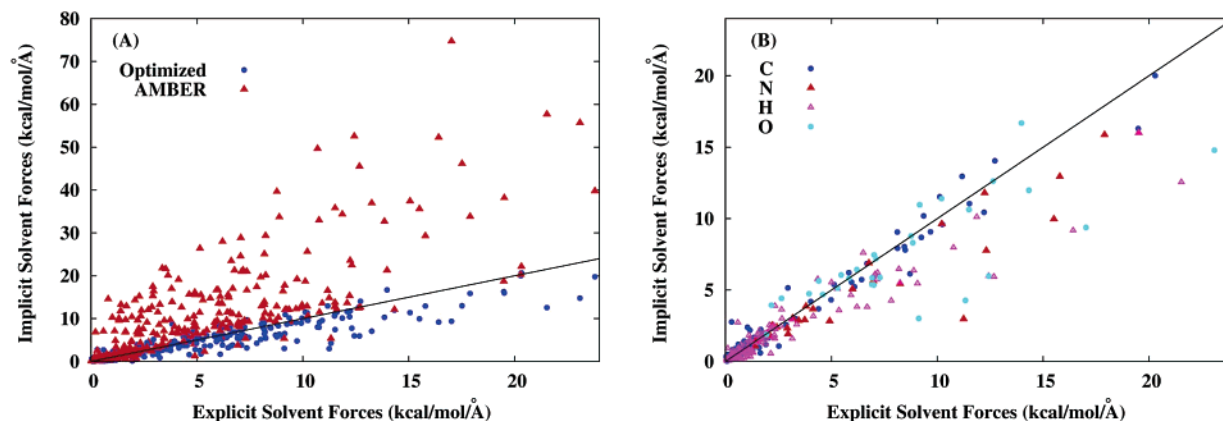 (A)
Optimized
AMBER
Implicit Solvent Forces (kcal/mol/Å)
80
70
60
50
40
30
20
10
0
0 5 10 15 20
Explicit Solvent Forces (kcal/mol/Å)
(B)
C
N
H
O
Implicit Solvent Forces (kcal/mol/Å)
20
15
10
5
0
0 5 10 15 20
Explicit Solvent Forces (kcal/mol/Å)